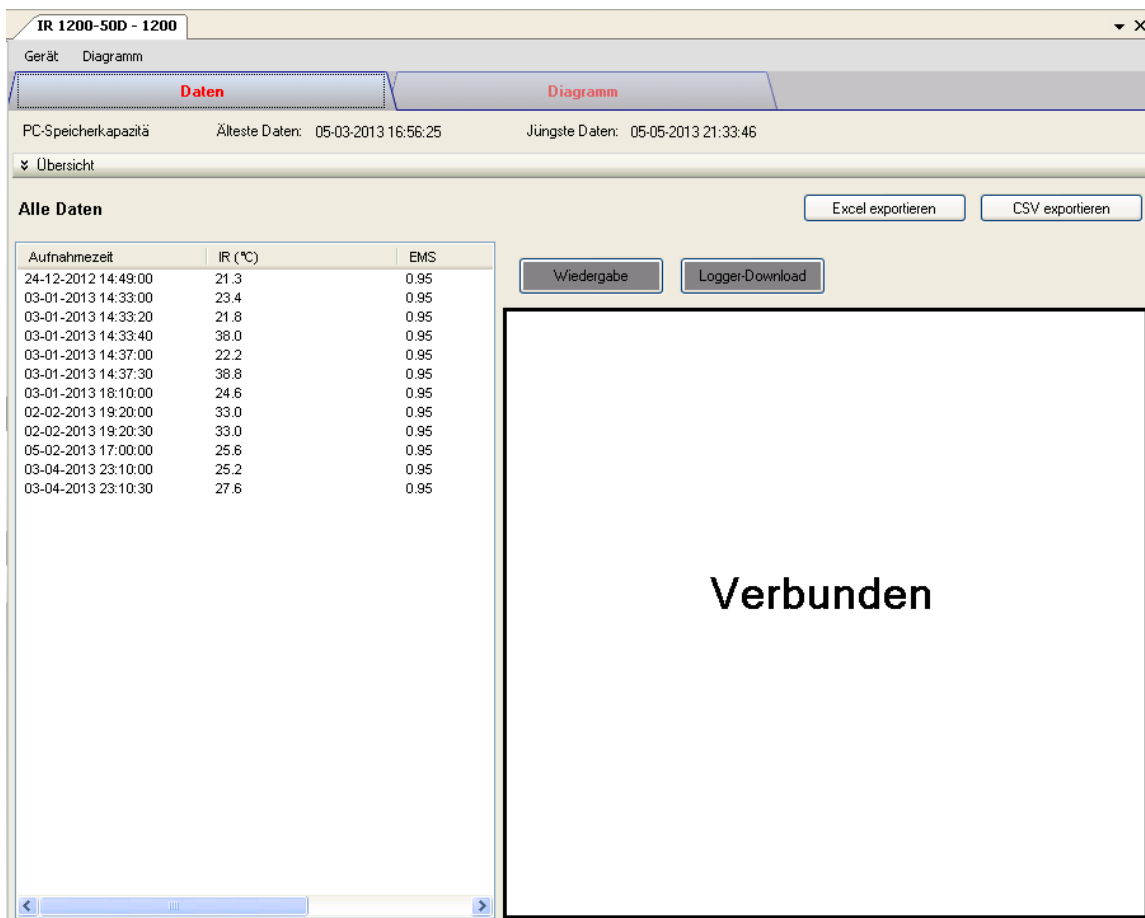 IR 1200-50D - 1200
Gerät Diagramm
Daten Diagramm
PC-Speicherkapazitä Älteste Daten: 05-03-2013 16:56:25 Jüngste Daten: 05-05-2013 21:33:46
Übersicht
Alle Daten Excel exportieren CSV exportieren
Aufnahmezeit IR (℃) EMS
Wiedergabe Logger-Download
24-12-2012 14:49:00 21.3 0.95
03-01-2013 14:33:00 23.4 0.95
03-01-2013 14:33:20 21.8 0.95
03-01-2013 14:33:40 38.0 0.95
03-01-2013 14:37:00 22.2 0.95
03-01-2013 14:37:30 38.8 0.95
03-01-2013 18:10:00 24.6 0.95
02-02-2013 19:20:00 33.0 0.95
02-02-2013 19:20:30 33.0 0.95
05-02-2013 17:00:00 25.6 0.95
03-04-2013 23:10:00 25.2 0.95
03-04-2013 23:10:30 27.6 0.95
Verbunden